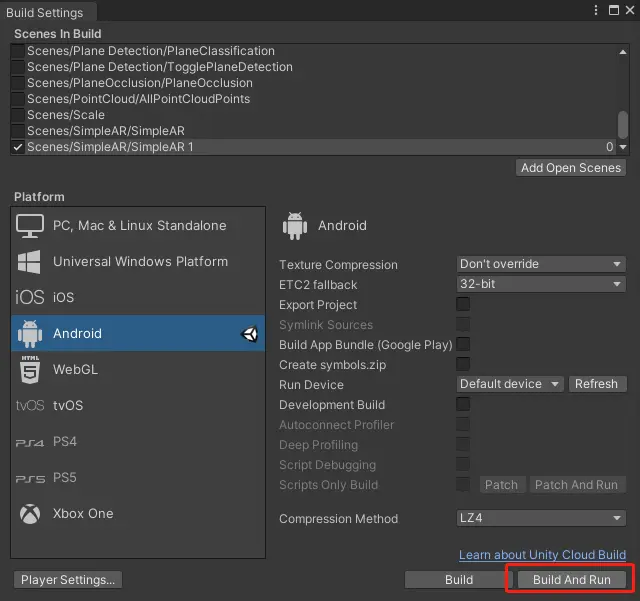 Build Settings
Scenes In Build
Scenes/Plane Detection/PlaneClassification
Scenes/Plane Detection/TogglePlaneDetection
Scenes/PlaneOcclusion/PlaneOcclusion
Scenes/PointCloud/AllPointCloudPoints
Scenes/Scale
Scenes/SimpleAR/SimpleAR
Scenes/SimpleAR/SimpleAR 1 0
Add Open Scenes
Platform
PC, Mac & Linux Standalone
Universal Windows Platform
iOS iOS
Android
HTML 5 WebGL
tvOS tvOS
PS4 PS4
PS5 PS5
Xbox One
Android
Texture Compression Don't override
ETC2 fallback 32-bit
Export Project
Symlink Sources
Build App Bundle (Google Play)
Create symbols.zip
Run Device Default device Refresh
Development Build
Autoconnect Profiler
Deep Profiling
Script Debugging
Scripts Only Build Patch Patch And Run
Compression Method LZ4
Learn about Unity Cloud Build
Player Settings... Build Build And Run